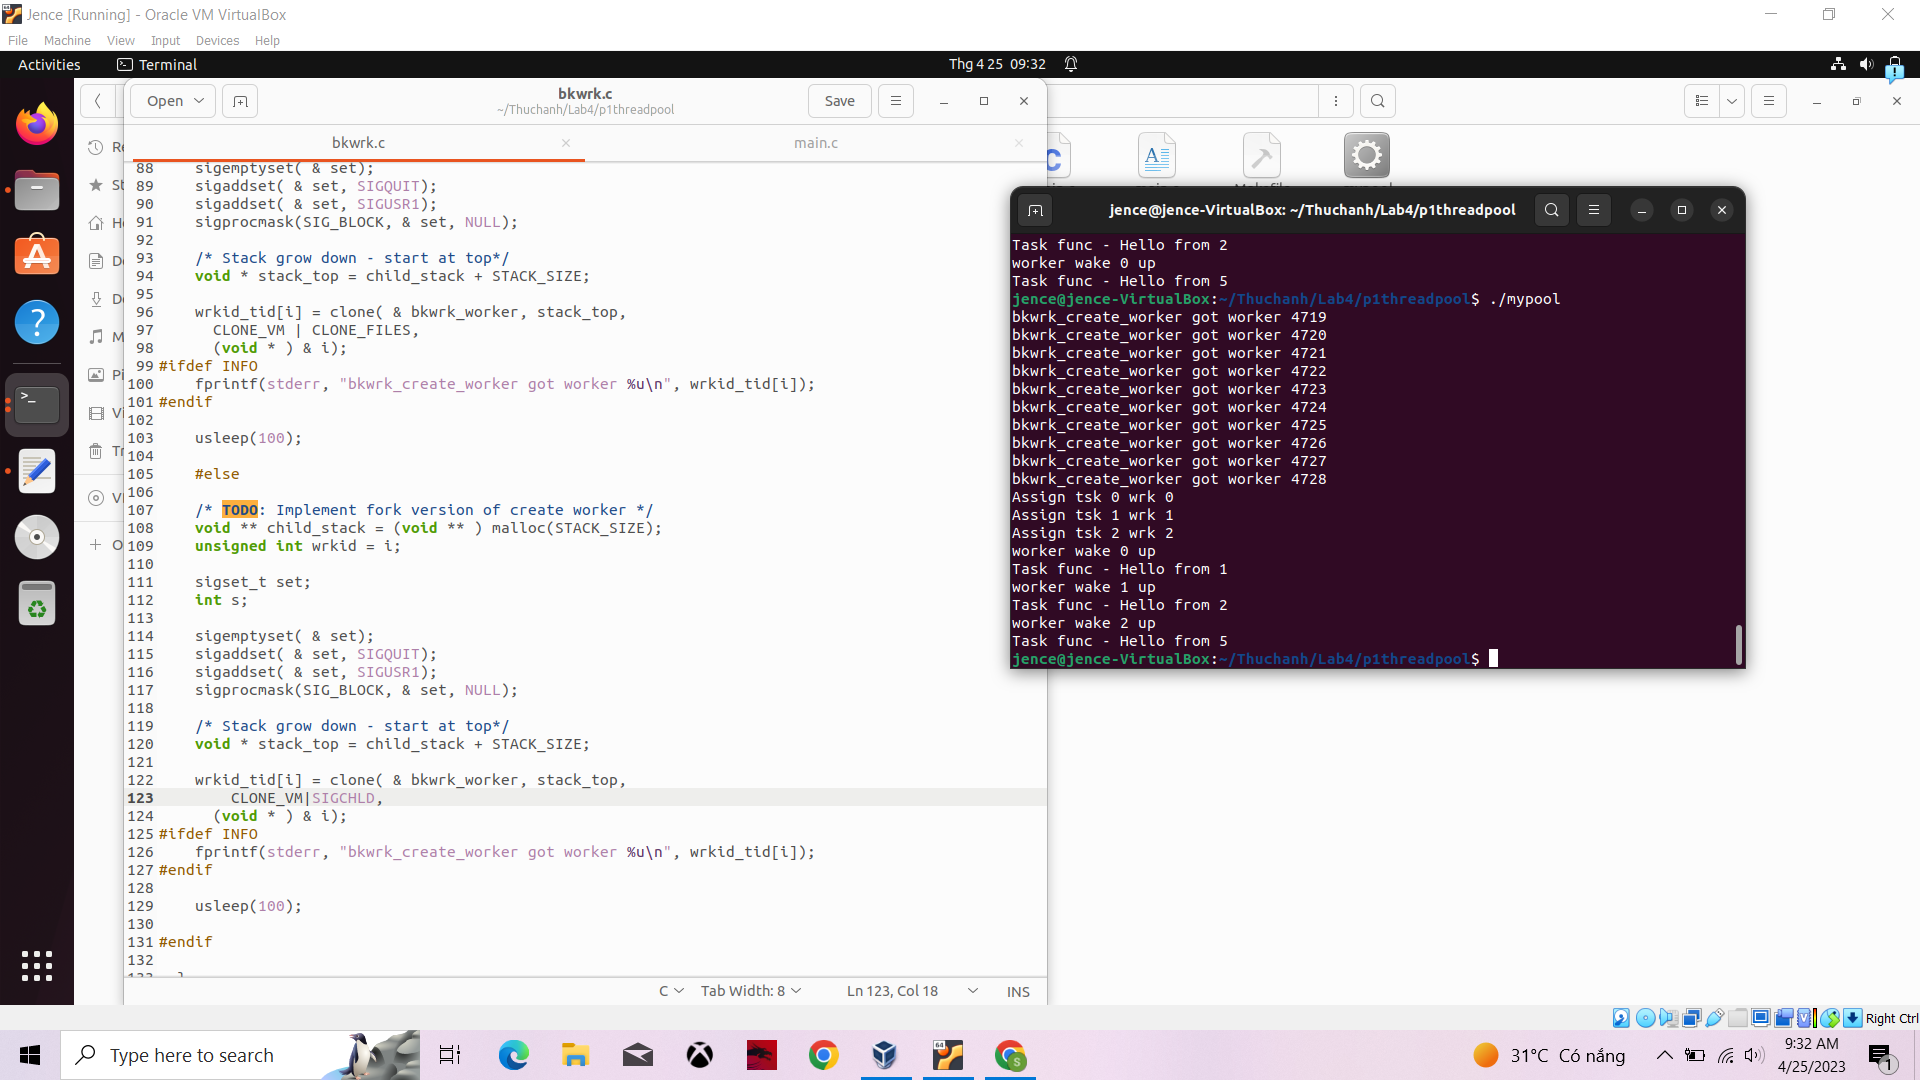 Jence [Running] - Oracle VM VirtualBox
File Machine View Input Devices Help
Activities Terminal Thg 4 25 09:32
Open bkwrk.c Save
~/Thuchanh/Lab4/p1threadpool
bkwrk.c main.c
88 sigemptyset( & set);
89 sigaddset( & set, SIGQUIT);
90 sigaddset( & set, SIGUSR1);
91 sigprocmask(SIG_BLOCK, & set, NULL);
92
93 /* Stack grow down - start at top*/
94 void * stack_top = child_stack + STACK_SIZE;
95
96 wrkid_tid[i] = clone( & bkwrk_worker, stack_top,
97 CLONE_VM | CLONE_FILES,
98 (void * ) & i);
99 #ifdef INFO
100 fprintf(stderr, "bkwrk_create_worker got worker %u\n", wrkid_tid[i]);
101 #endif
102
103 usleep(100);
104
105 #else
106
107 /* TODO: Implement fork version of create worker */
108 void ** child_stack = (void ** ) malloc(STACK_SIZE);
109 unsigned int wrkid = i;
110
111 sigset_t set;
112 int s;
113
114 sigemptyset( & set);
115 sigaddset( & set, SIGQUIT);
116 sigaddset( & set, SIGUSR1);
117 sigprocmask(SIG_BLOCK, & set, NULL);
118
119 /* Stack grow down - start at top*/
120 void * stack_top = child_stack + STACK_SIZE;
121
122 wrkid_tid[i] = clone( & bkwrk_worker, stack_top,
123 CLONE_VM|SIGCHLD,
124 (void * ) & i);
125 #ifdef INFO
126 fprintf(stderr, "bkwrk_create_worker got worker %u\n", wrkid_tid[i]);
127 #endif
128
129 usleep(100);
130
131 #endif
132
C Tab Width: 8 Ln 123, Col 18 INS
jence@jence-VirtualBox: ~/Thuchanh/Lab4/p1threadpool
Task func - Hello from 2
worker wake 0 up
Task func - Hello from 5
jence@jence-VirtualBox:~/Thuchanh/Lab4/p1threadpool$ ./mypool
bkwrk_create_worker got worker 4719
bkwrk_create_worker got worker 4720
bkwrk_create_worker got worker 4721
bkwrk_create_worker got worker 4722
bkwrk_create_worker got worker 4723
bkwrk_create_worker got worker 4724
bkwrk_create_worker got worker 4725
bkwrk_create_worker got worker 4726
bkwrk_create_worker got worker 4727
bkwrk_create_worker got worker 4728
Assign tsk 0 wrk 0
Assign tsk 1 wrk 1
Assign tsk 2 wrk 2
worker wake 0 up
Task func - Hello from 1
worker wake 1 up
Task func - Hello from 2
worker wake 2 up
Task func - Hello from 5
jence@jence-VirtualBox:~/Thuchanh/Lab4/p1threadpool$
Right Ctrl
Type here to search
31°C Có nắng
9:32 AM
4/25/2023
1